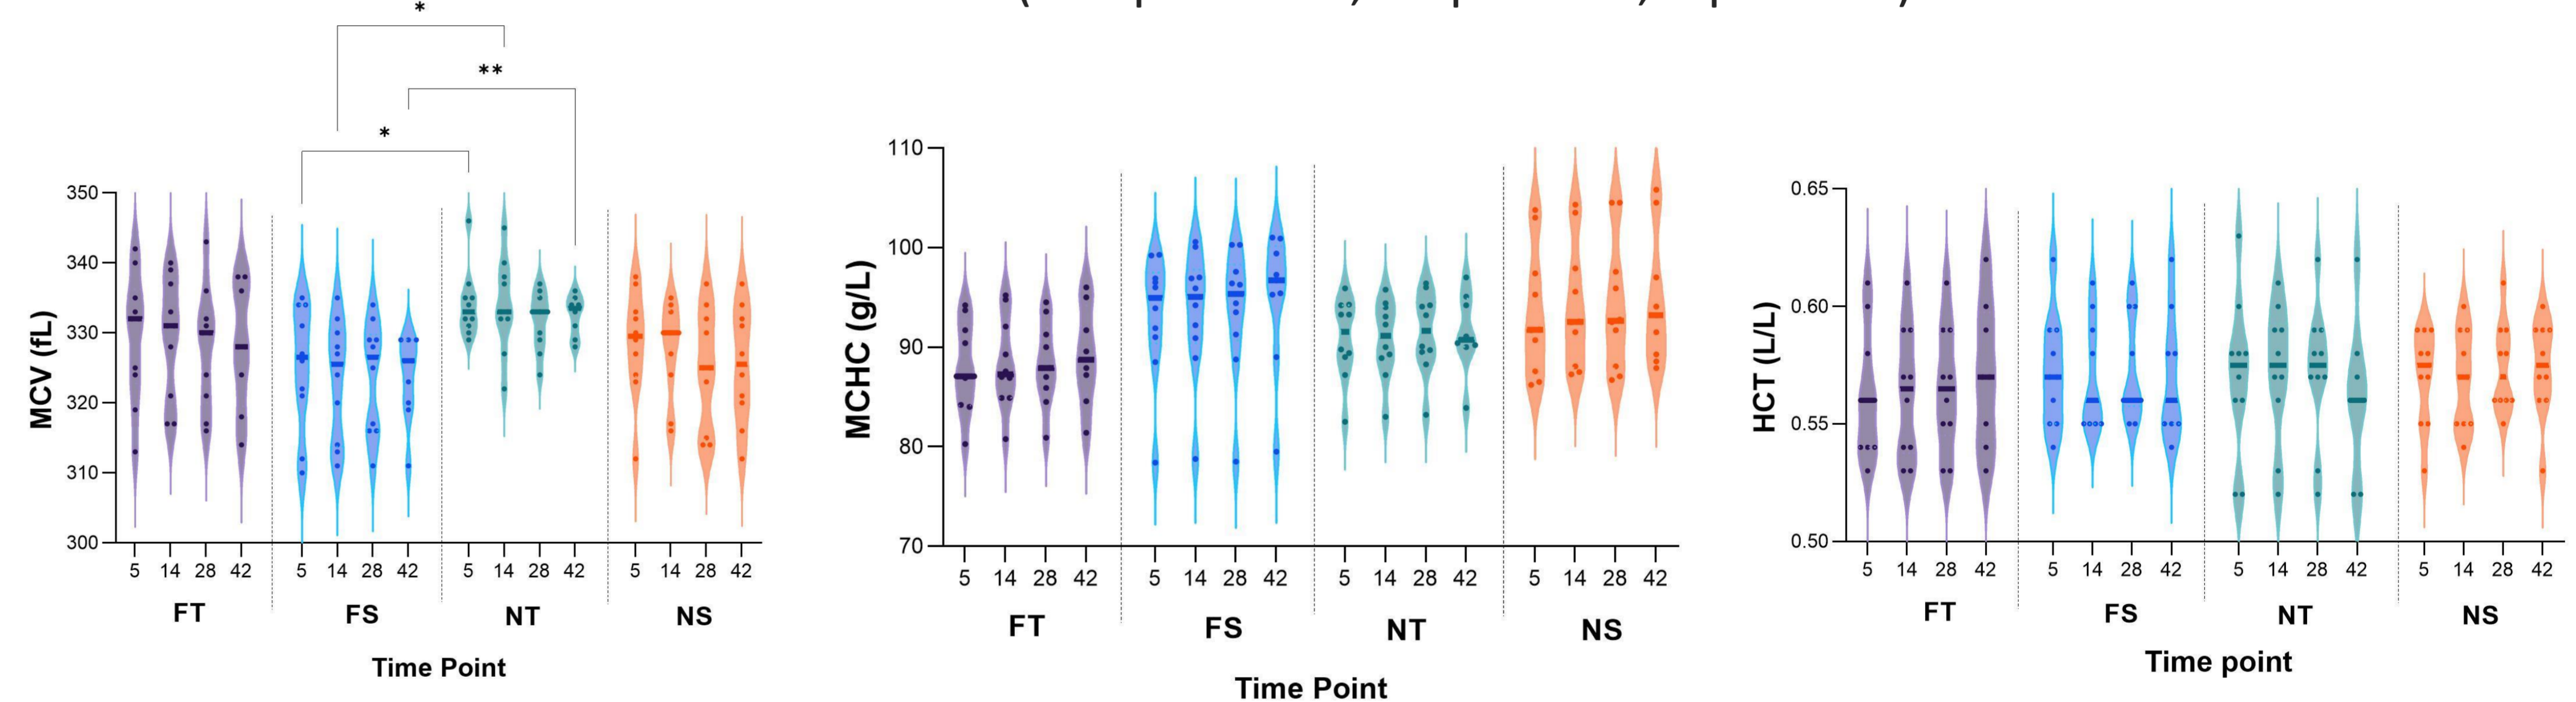 *
**
*
350
340
330
320
310
300
MCV (fL)
5 14 28 42 5 14 28 42 5 14 28 42 5 14 28 42
FT FS NT NS
Time Point
110
100
90
80
70
MCHC (g/L)
5 14 28 42 5 14 28 42 5 14 28 42 5 14 28 42
FT FS NT NS
Time Point
0.65
0.60
0.55
0.50
HCT (L/L)
5 14 28 42 5 14 28 42 5 14 28 42 5 14 28 42
FT FS NT NS
Time point